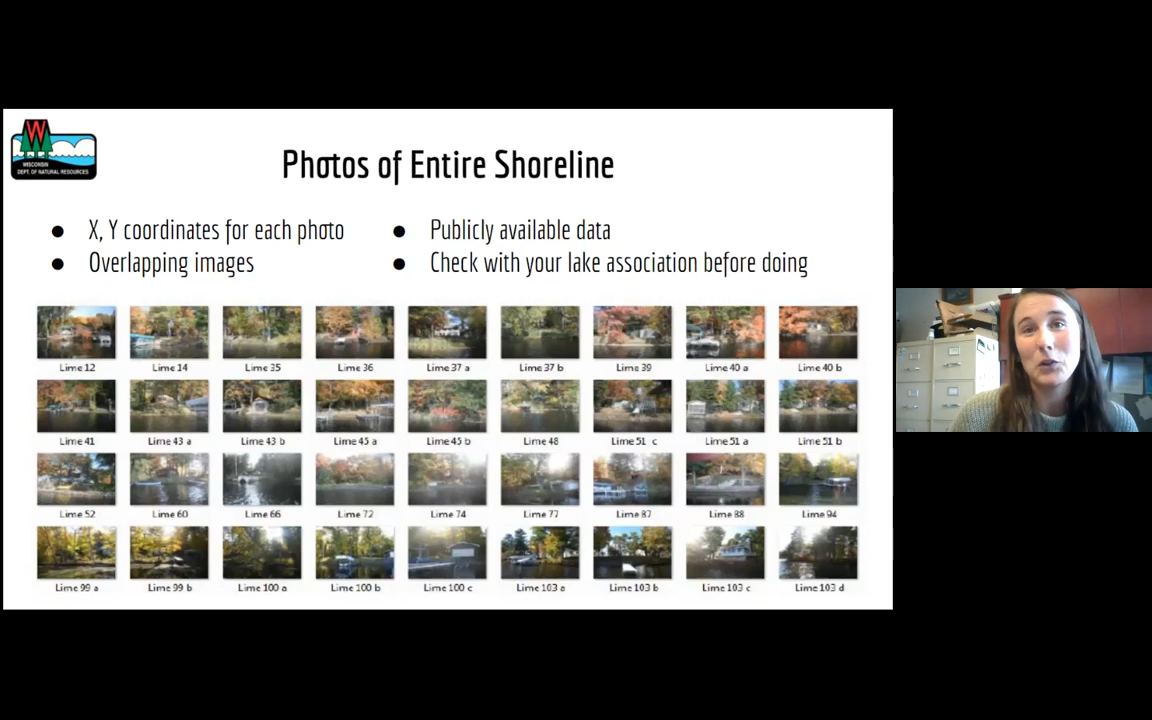 W
WISCONSIN
DEPT. OF NATURAL RESOURCES
Photos of Entire Shoreline
● X, Y coordinates for each photo
● Overlapping images
● Publicly available data
● Check with your lake association before doing
Lime 12 Lime 14 Lime 35 Lime 36 Lime 37 a Lime 37 b Lime 39 Lime 40 a Lime 40 b
Lime 41 Lime 43 a Lime 43 b Lime 45 a Lime 45 b Lime 48 Lime 51 c Lime 51 a Lime 51 b
Lime 52 Lime 60 Lime 66 Lime 72 Lime 74 Lime 77 Lime 87 Lime 88 Lime 94
Lime 99 a Lime 99 b Lime 100 a Lime 100 b Lime 100 c Lime 103 a Lime 103 b Lime 103 c Lime 103 d